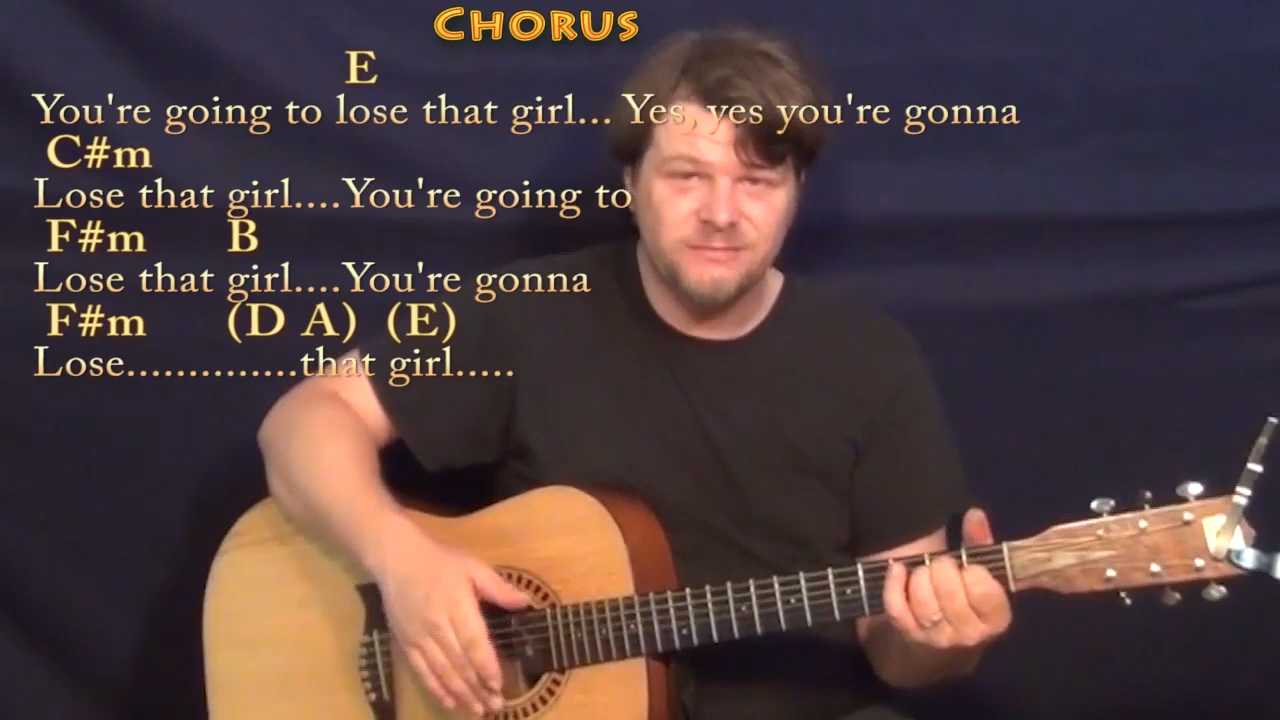 CHORUS
E
You're going to lose that girl... Yes, yes you're gonna
C#m
Lose that girl....You're going to
F#m B
Lose that girl....You're gonna
F#m (D A) (E)
Lose..............that girl.....